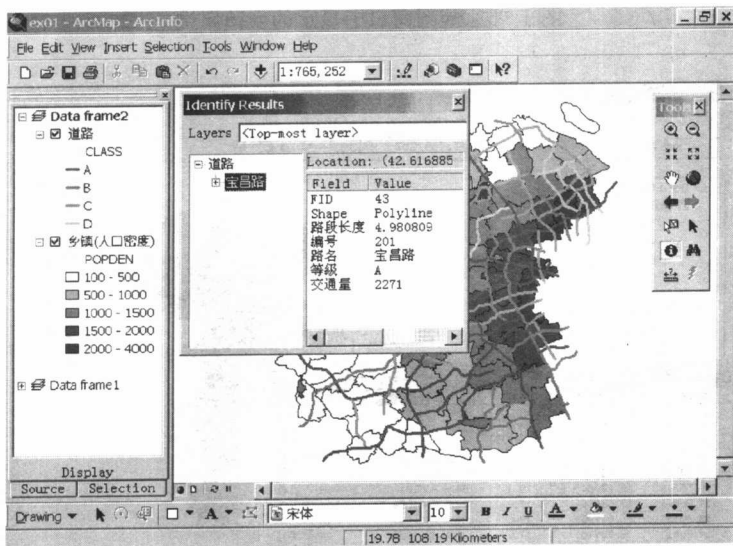 ex01 - ArcMap - ArcInfo
File Edit View Insert Selection Tools Window Help
1:765,252
Data frame2
道路
CLASS
A
B
C
D
乡镇(人口密度)
POPDEN
100 - 500
500 - 1000
1000 - 1500
1500 - 2000
2000 - 4000
Data frame1
Display
Source Selection
Identify Results
Layers <Top-most layer>
道路
宝昌路
Location: (42.616885
Field Value
FID 43
Shape Polyline
路段长度 4.980809
编号 201
路名 宝昌路
等级 A
交通量 2271
Tools
Drawing A 宋体 10 B I U A
19.78 108.19 Kilometers